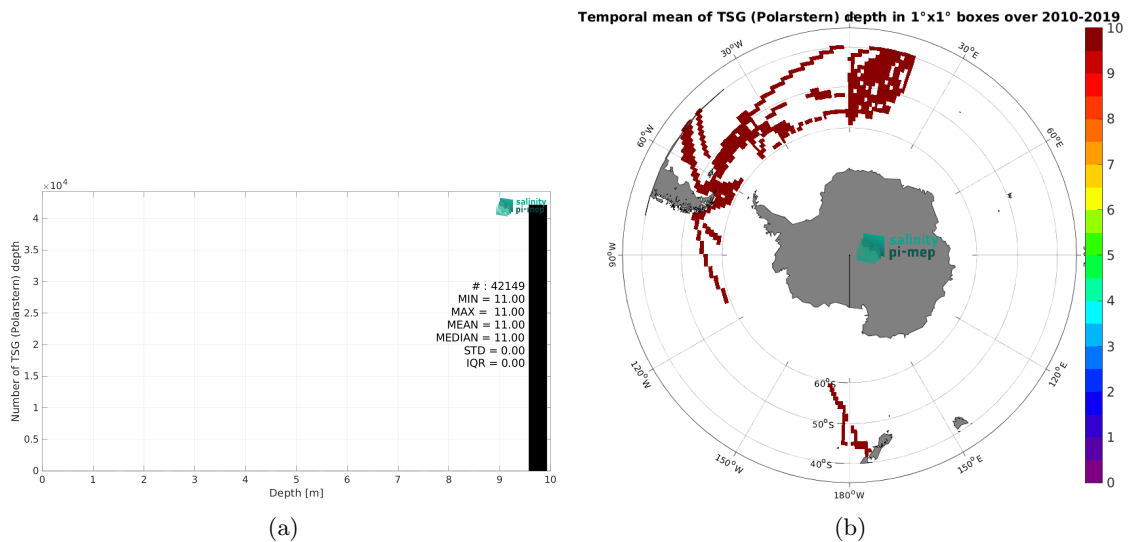 Temporal mean of TSG (Polarstern) depth in 1°x1° boxes over 2010-2019
×10⁴
4
3.5
3
2.5
2
1.5
1
0.5
0
Number of TSG (Polarstern) depth
salinity
pi-mep
# : 42149
MIN = 11.00
MAX = 11.00
MEAN = 11.00
MEDIAN = 11.00
STD = 0.00
IQR = 0.00
0 1 2 3 4 5 6 7 8 9 10
Depth [m]
(a)
30°W
30°E
60°W
60°E
90°W
120°W
120°E
150°W
150°E
180°W
60°S
50°S
40°S
salinity
pi-mep
10
9
8
7
6
5
4
3
2
1
0
(b)